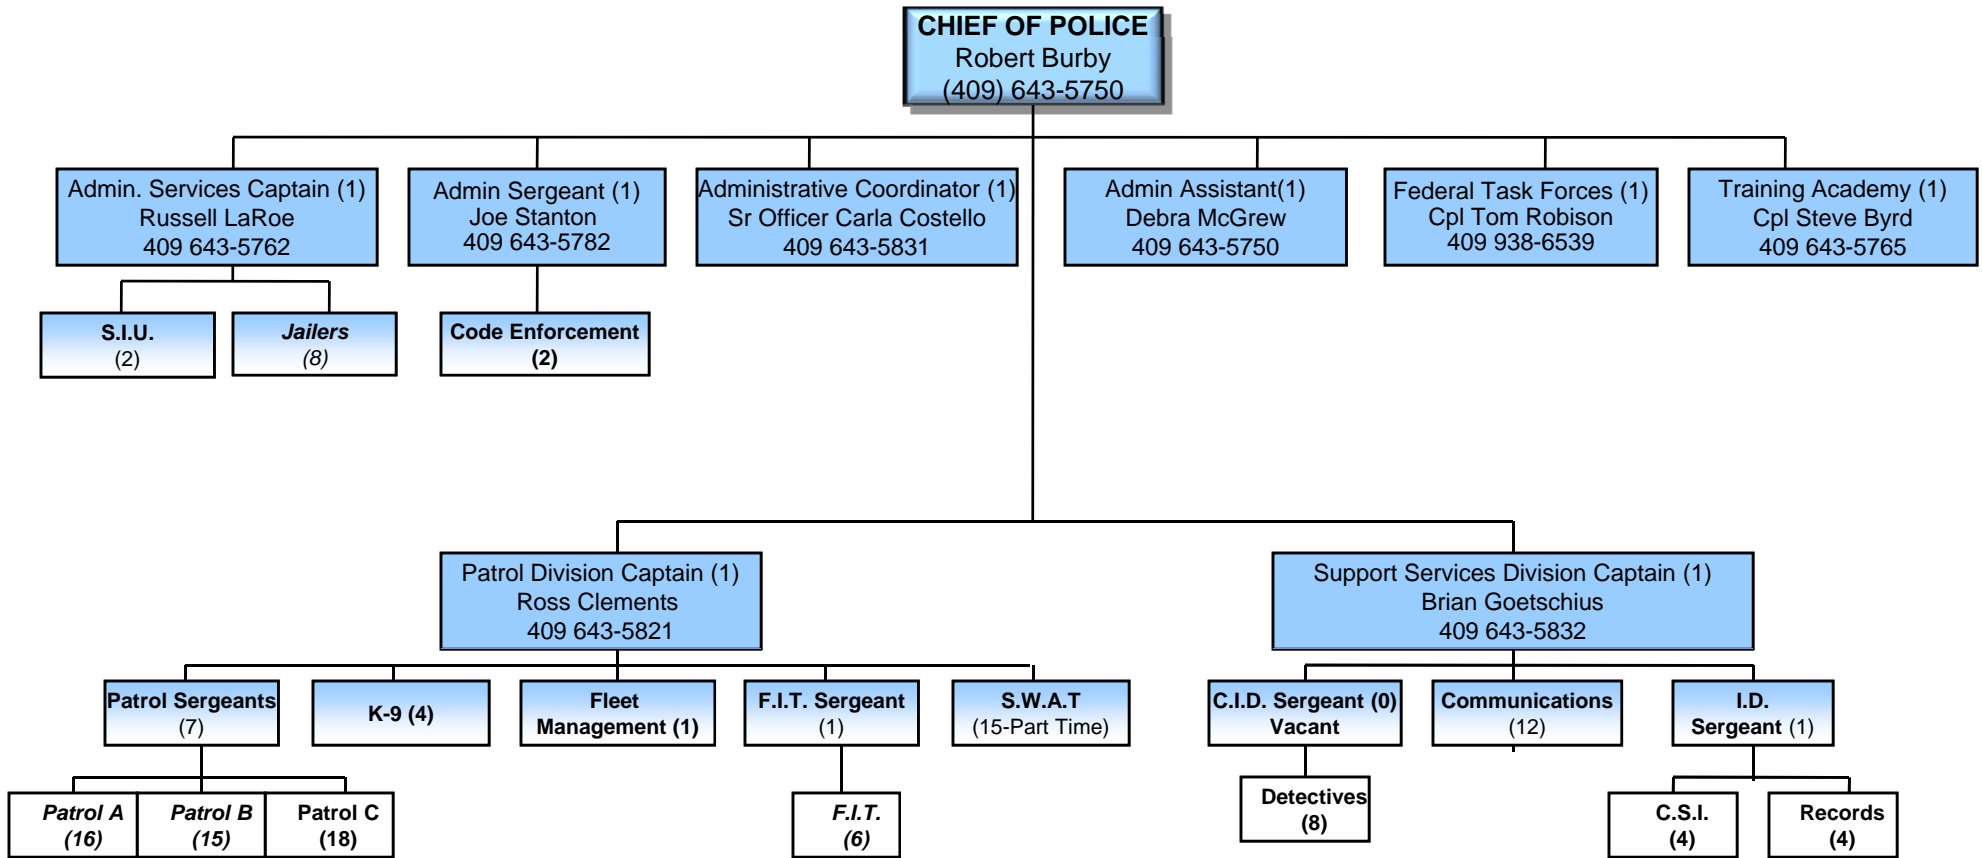 CHIEF OF POLICE
Robert Burby
(409) 643-5750
Admin. Services Captain (1)
Russell LaRoe
409 643-5762
Admin Sergeant (1)
Joe Stanton
409 643-5782
Administrative Coordinator (1)
Sr Officer Carla Costello
409 643-5831
Admin Assistant(1)
Debra McGrew
409 643-5750
Federal Task Forces (1)
Cpl Tom Robison
409 938-6539
Training Academy (1)
Cpl Steve Byrd
409 643-5765
S.I.U.
(2)
Jailers
(8)
Code Enforcement
(2)
Patrol Division Captain (1)
Ross Clements
409 643-5821
Support Services Division Captain (1)
Brian Goetschius
409 643-5832
Patrol Sergeants
(7)
K-9 (4)
Fleet
Management (1)
F.I.T. Sergeant
(1)
S.W.A.T
(15-Part Time)
C.I.D. Sergeant (0)
Vacant
Communications
(12)
I.D.
Sergeant (1)
Patrol A
(16)
Patrol B
(15)
Patrol C
(18)
F.I.T.
(6)
Detectives
(8)
C.S.I.
(4)
Records
(4)